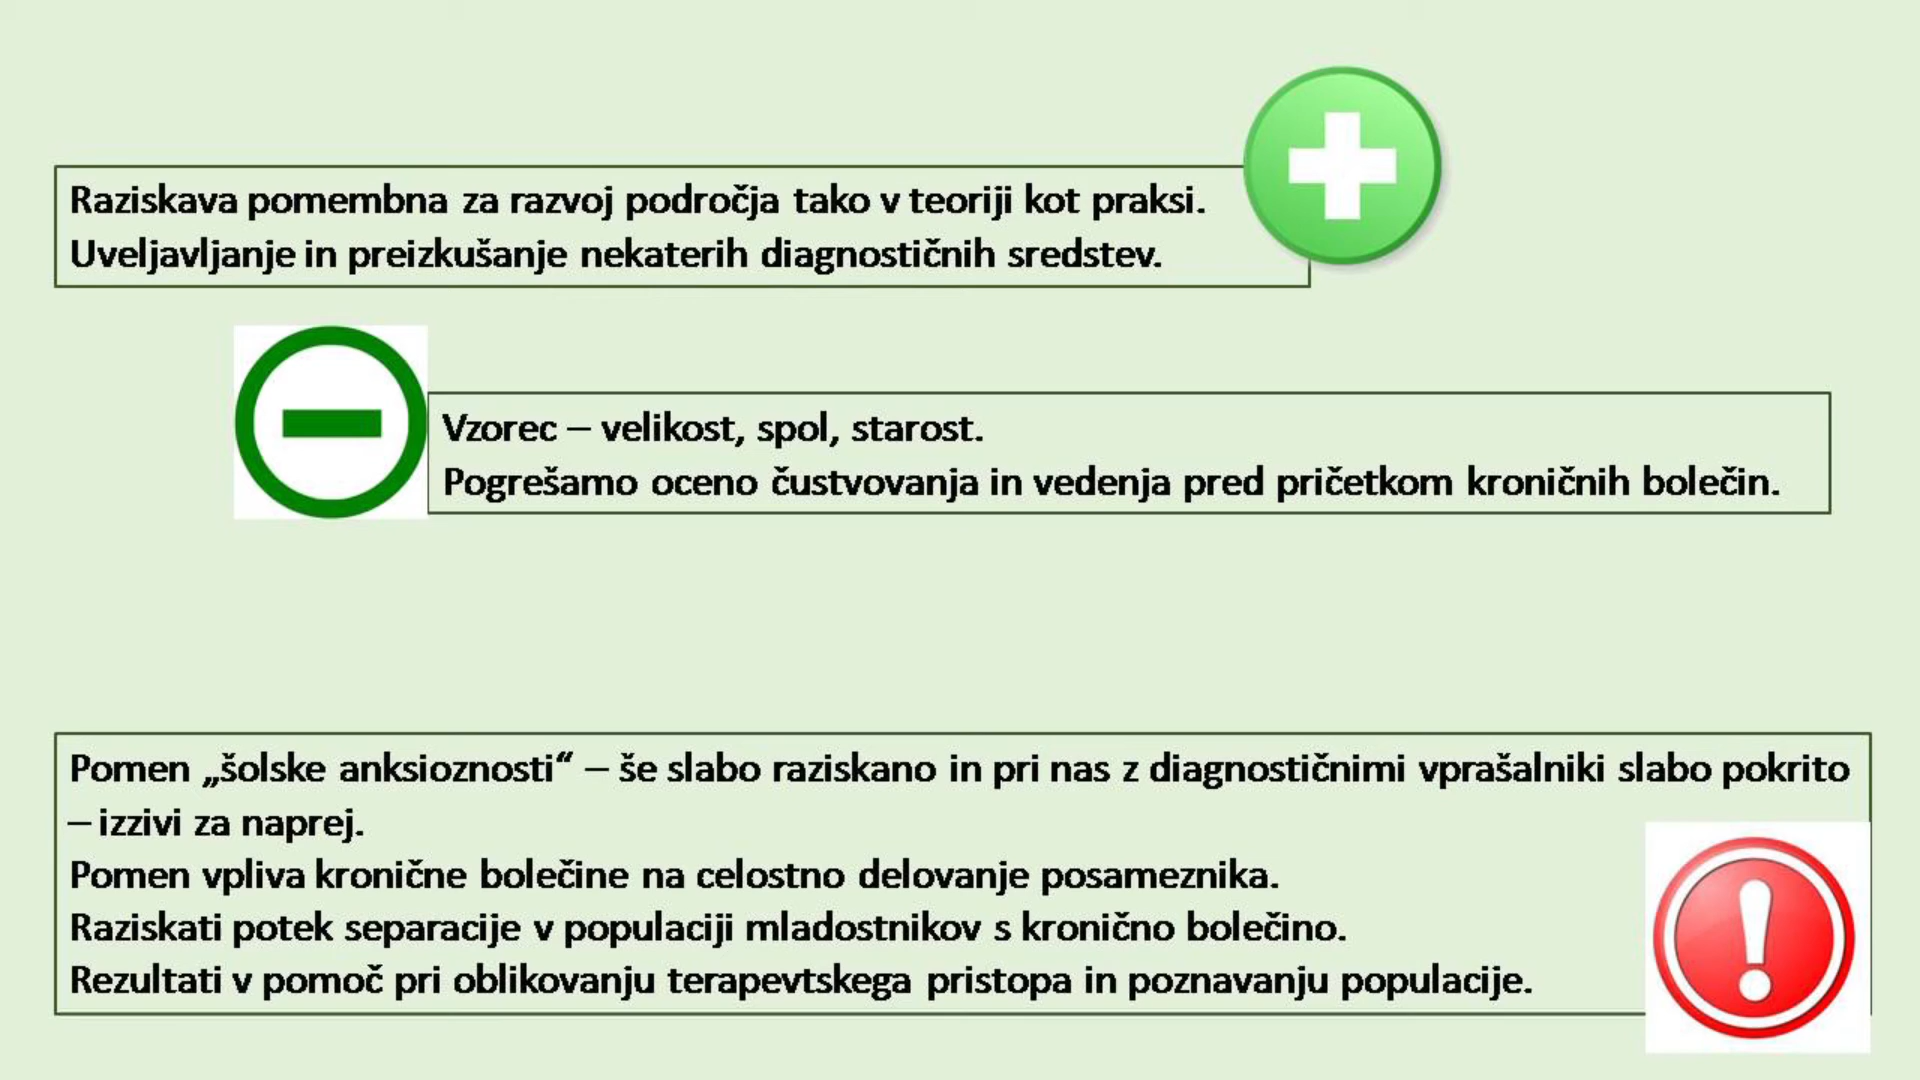 Raziskava pomembna za razvoj področja tako v teoriji kot praksi.
Uveljavljanje in preizkušanje nekaterih diagnostičnih sredstev.
Vzorec – velikost, spol, starost.
Pogrešamo oceno čustvovanja in vedenja pred pričetkom kroničnih bolečin.
Pomen „šolske anksioznosti“ – še slabo raziskano in pri nas z diagnostičnimi vprašalniki slabo pokrito
– izzivi za naprej.
Pomen vpliva kronične bolečine na celostno delovanje posameznika.
Raziskati potek separacije v populaciji mladostnikov s kronično bolečino.
Rezultati v pomoč pri oblikovanju terapevtskega pristopa in poznavanju populacije.